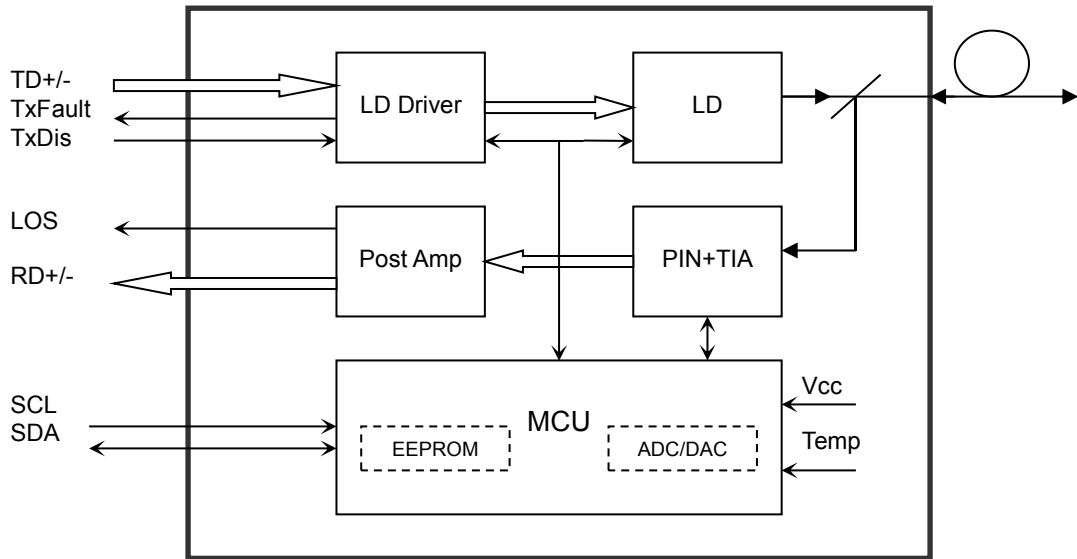 TD+/-
TxFault
TxDis
LD Driver
LD
LOS
RD+/-
Post Amp
PIN+TIA
SCL
SDA
MCU
EEPROM
ADC/DAC
Vcc
Temp